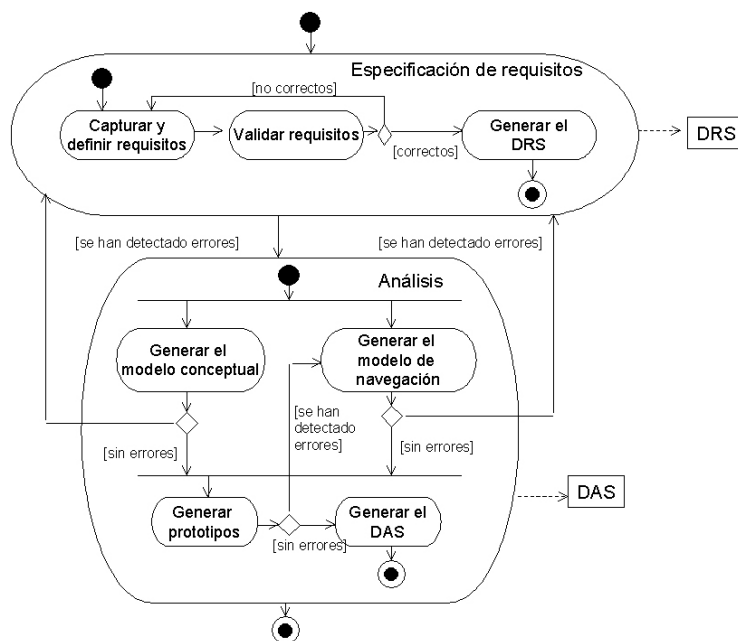 Especificación de requisitos
[no correctos]
Capturar y
definir requisitos
Validar requisitos
Generar el
DRS
[correctos]
DRS
[se han detectado errores]
[se han detectado errores]
Análisis
Generar el
modelo conceptual
Generar el
modelo de
navegación
[se han
detectado
errores]
[sin errores]
[sin errores]
Generar
prototipos
Generar el
DAS
[sin errores]
DAS